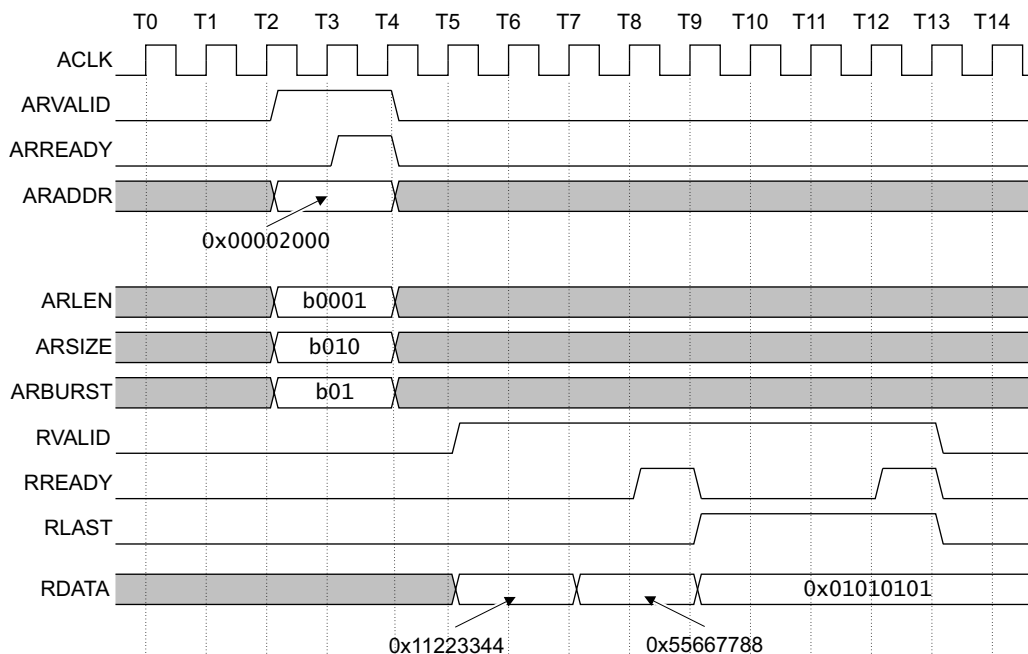 T0 T1 T2 T3 T4 T5 T6 T7 T8 T9 T10 T11 T12 T13 T14
ACLK
ARVALID
ARREADY
ARADDR
0x00002000
ARLEN b0001
ARSIZE b010
ARBURST b01
RVALID
RREADY
RLAST
RDATA 0x01010101
0x11223344 0x55667788